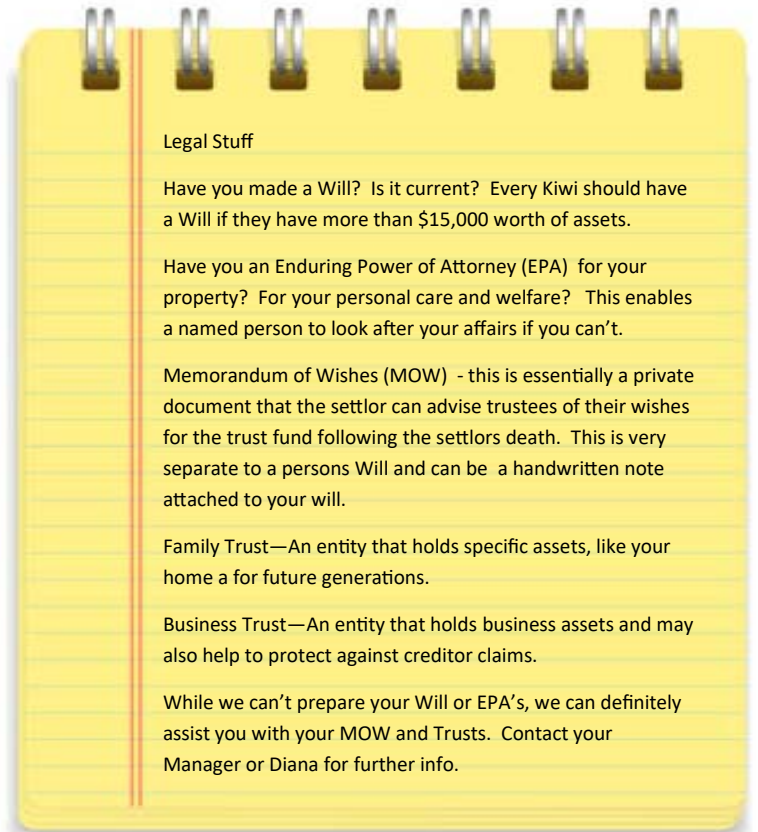 Legal Stuff
Have you made a Will?  Is it current?  Every Kiwi should have
a Will if they have more than $15,000 worth of assets.
Have you an Enduring Power of Attorney (EPA)  for your
property?  For your personal care and welfare?   This enables
a named person to look after your affairs if you can’t.
Memorandum of Wishes (MOW)  - this is essentially a private
document that the settlor can advise trustees of their wishes
for the trust fund following the settlors death.  This is very
separate to a persons Will and can be  a handwritten note
attached to your will.
Family Trust—An entity that holds specific assets, like your
home a for future generations.
Business Trust—An entity that holds business assets and may
also help to protect against creditor claims.
While we can’t prepare your Will or EPA’s, we can definitely
assist you with your MOW and Trusts.  Contact your
Manager or Diana for further info.